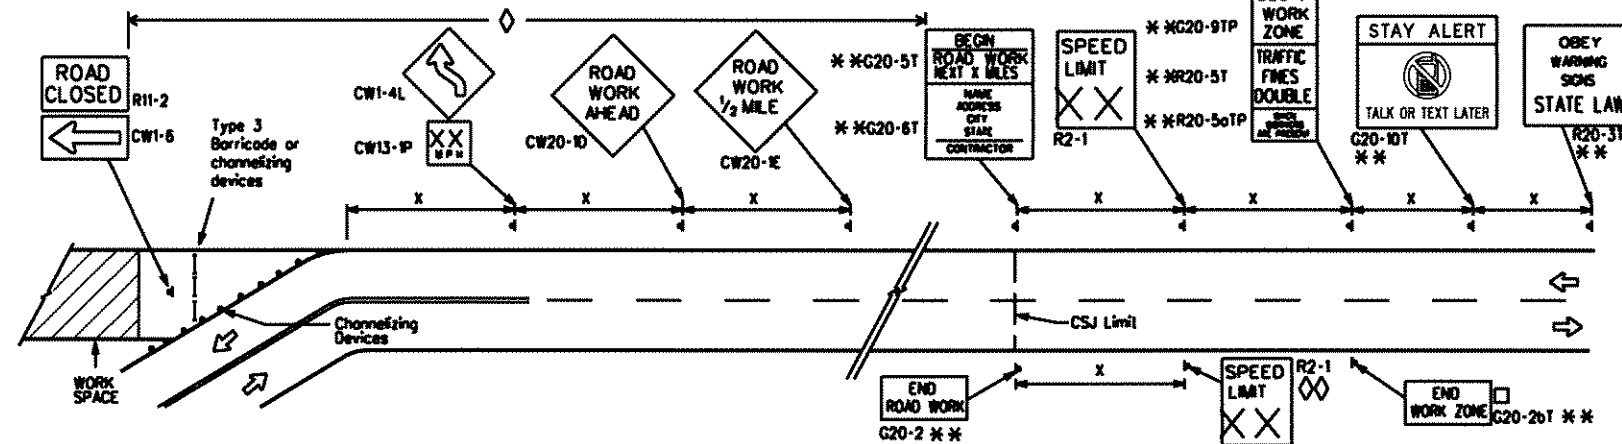 ROAD
CLOSED
R11-2
CW1-6
Type 3
Barricade or
channelizing
devices
CW1-4L
CW13-1P
XX
MPH
ROAD
WORK
AHEAD
CW20-1D
ROAD
WORK
1/2 MILE
CW20-1E
* *G20-5T
* *G20-6T
BEGIN
ROAD WORK
NEXT X MILES
NAME
ADDRESS
CITY
STATE
CONTRACTOR
SPEED
LIMIT
X X
R2-1
* *G20-9TP
* *R20-5T
* *R20-5aTP
WORK
ZONE
TRAFFIC
FINES
DOUBLE
STAY ALERT
TALK OR TEXT LATER
G20-10T
* *
OBEY
WARNING
SIGNS
STATE LAW
R20-3T
* *
X X X X X X X
Channelizing
Devices
WORK
SPACE
CSJ Limit
END
ROAD WORK
G20-2 * *
X
SPEED
LIMIT
X X
R2-1
END
WORK ZONE
G20-2bT * *